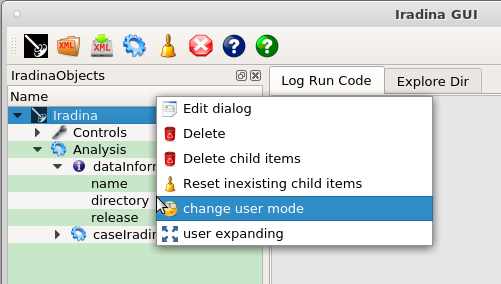 Iradina GUI
XML
XML
IradinaObjects
Log Run Code
Explore Dir
Name
Iradina
Controls
Analysis
dataInform
name
directory
release
caseIradin
Edit dialog
Delete
Delete child items
Reset inexisting child items
change user mode
user expanding